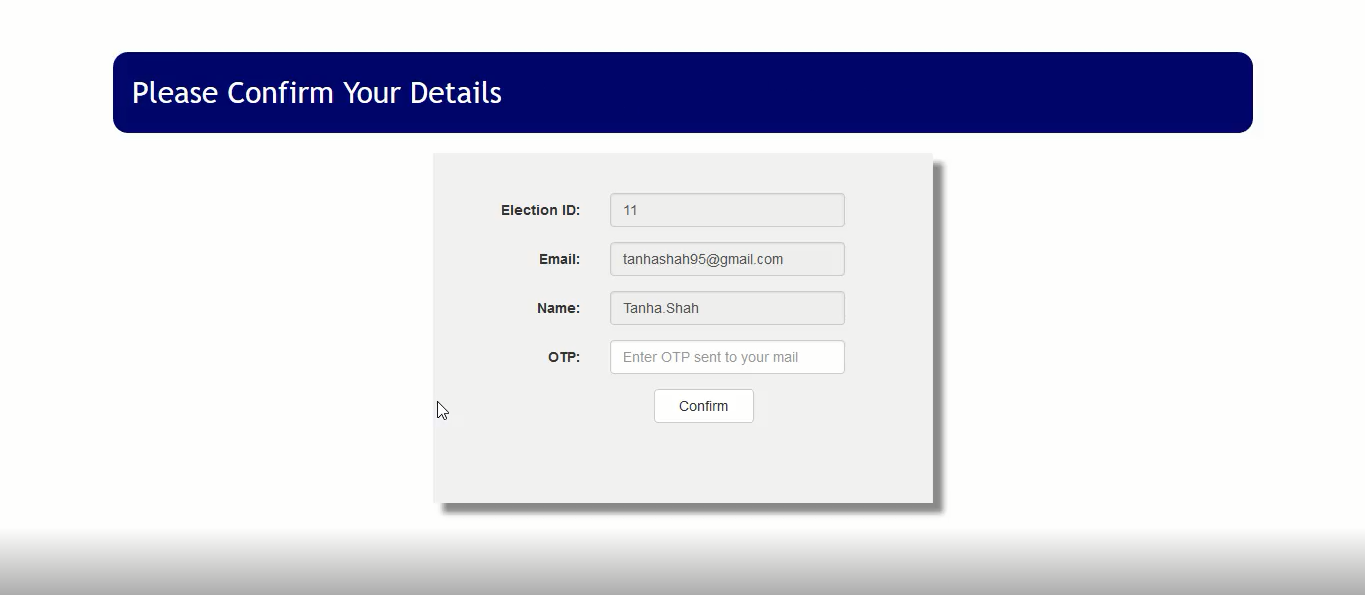 Please Confirm Your Details
Election ID: 11
Email: tanhashah95@gmail.com
Name: Tanha.Shah
OTP: Enter OTP sent to your mail
Confirm